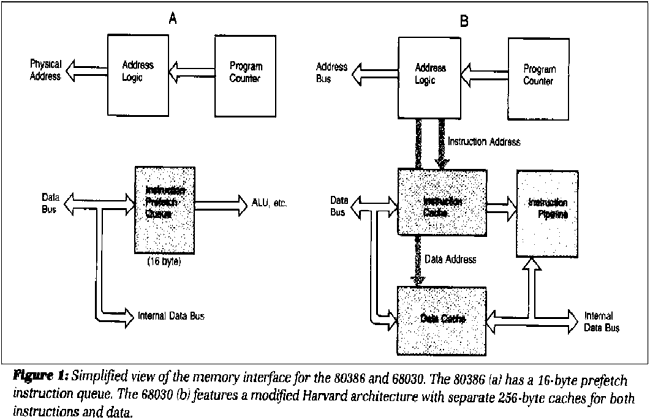 A
Physical
Address
Address
Logic
Program
Counter
Data
Bus
Instruction
Prefetch
Queue
(16 byte)
ALU, etc.
Internal Data Bus
B
Address
Bus
Address
Logic
Program
Counter
Instruction Address
Data
Bus
Instruction
Cache
Instruction
Pipeline
Data Address
Data Cache
Internal
Data Bus
Figure 1: Simplified view of the memory interface for the 80386 and 68030. The 80386 (a) has a 16-byte prefetch
instruction queue. The 68030 (b) features a modified Harvard architecture with separate 256-byte caches for both
instructions and data.